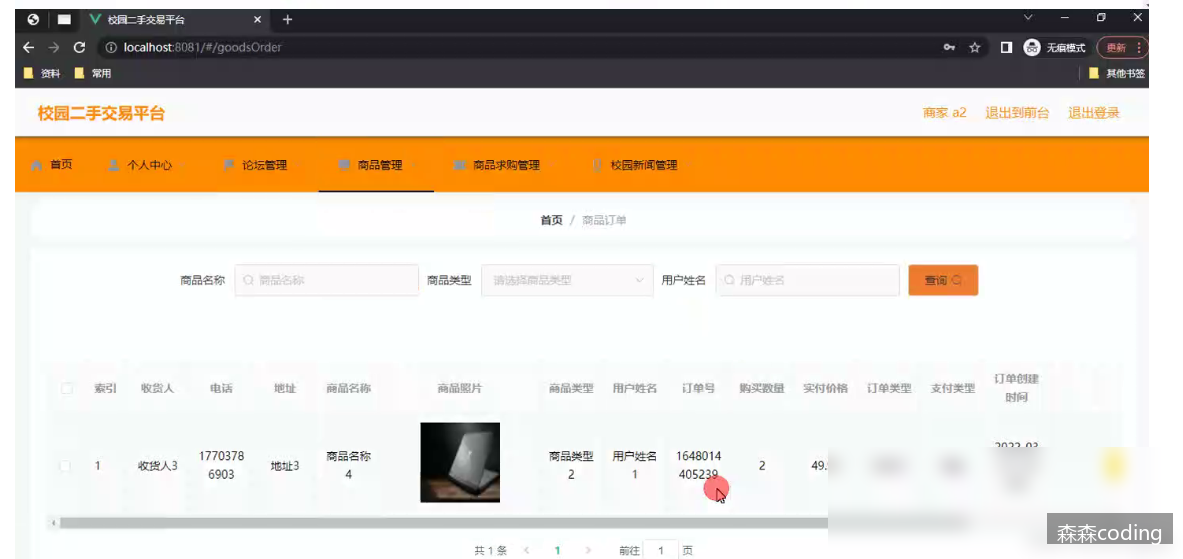 校园二手交易平台
localhost:8081/#/goodsOrder
无痕模式
更新
资料
常用
其他书签
校园二手交易平台
商家 a2 退出到前台 退出登录
首页 个人中心 论坛管理 商品管理 商品求购管理 校园新闻管理
首页 / 商品订单
商品名称 商品名称 商品类型 请选择商品类型 用户姓名 用户姓名 查询
索引 收货人 电话 地址 商品名称 商品照片 商品类型 用户姓名 订单号 购买数量 实付价格 订单类型 支付类型 订单创建
时间
1 收货人3 1770378
6903 地址3 商品名称
4 商品类型
2 用户姓名
1 1648014
405239 2 49.
共 1 条 1 前往 1 页
森森coding